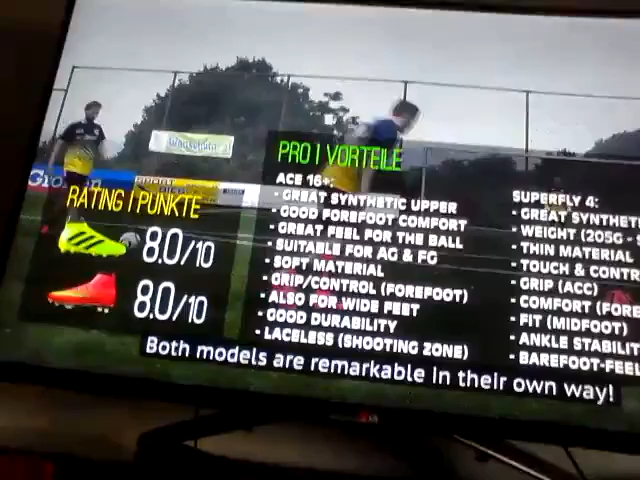 RATING | PUNKTE
8.0/10
8.0/10
PRO | VORTEILE
ACE 16+:
- GREAT SYNTHETIC UPPER
- GOOD FOREFOOT COMFORT
- GREAT FEEL FOR THE BALL
- SUITABLE FOR AG & FG
- SOFT MATERIAL
- GRIP/CONTROL (FOREFOOT)
- ALSO FOR WIDE FEET
- GOOD DURABILITY
- LACELESS (SHOOTING ZONE)
SUPERFLY 4:
- GREAT SYNTHET
- WEIGHT (205G -
- THIN MATERIAL
- TOUCH & CONTR
- GRIP (ACC)
- COMFORT (FORE
- FIT (MIDFOOT)
- ANKLE STABILIT
- BAREFOOT-FEEL
Both models are remarkable in their own way!